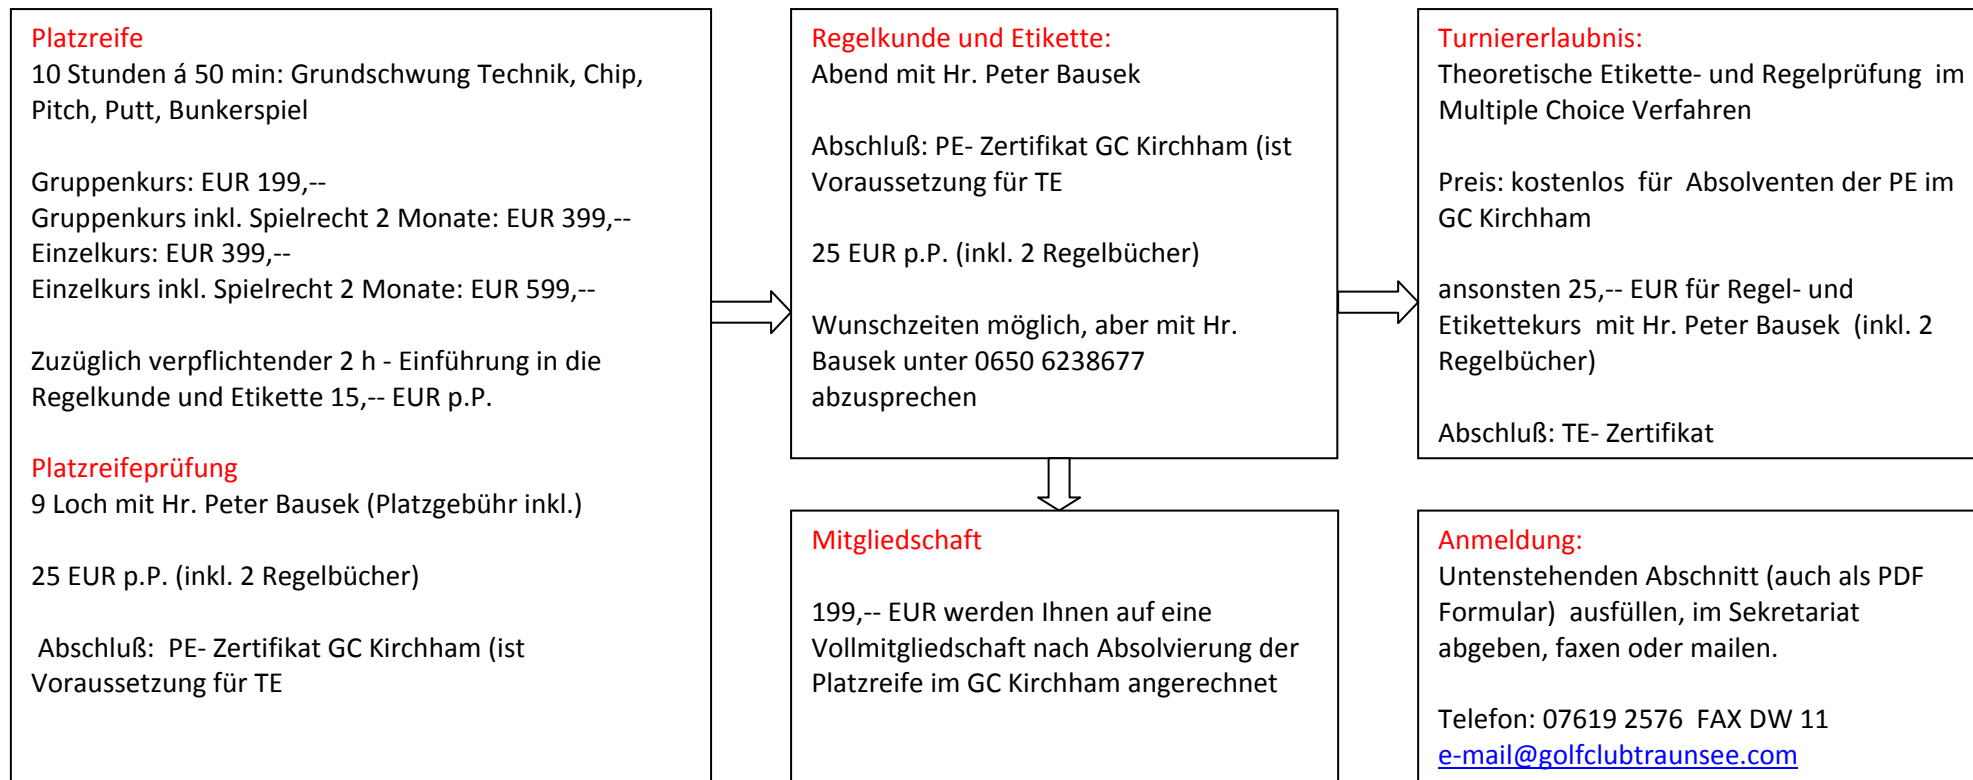 Platzreife
10 Stunden á 50 min: Grundschwung Technik, Chip,
Pitch, Putt, Bunkerspiel
Gruppenkurs: EUR 199,--
Gruppenkurs inkl. Spielrecht 2 Monate: EUR 399,--
Einzelkurs: EUR 399,--
Einzelkurs inkl. Spielrecht 2 Monate: EUR 599,--
Zuzüglich verpflichtender 2 h - Einführung in die
Regelkunde und Etikette 15,-- EUR p.P.
Platzreifeprüfung
9 Loch mit Hr. Peter Bausek (Platzgebühr inkl.)
25 EUR p.P. (inkl. 2 Regelbücher)
Abschluß:  PE- Zertifikat GC Kirchham (ist
Voraussetzung für TE
Regelkunde und Etikette:
Abend mit Hr. Peter Bausek
Abschluß: PE- Zertifikat GC Kirchham (ist
Voraussetzung für TE
25 EUR p.P. (inkl. 2 Regelbücher)
Wunschzeiten möglich, aber mit Hr.
Bausek unter 0650 6238677
abzusprechen
Mitgliedschaft
199,-- EUR werden Ihnen auf eine
Vollmitgliedschaft nach Absolvierung der
Platzreife im GC Kirchham angerechnet
Turniererlaubnis:
Theoretische Etikette- und Regelprüfung  im
Multiple Choice Verfahren
Preis: kostenlos  für  Absolventen der PE im
GC Kirchham
ansonsten 25,-- EUR für Regel- und
Etikettekurs  mit Hr. Peter Bausek  (inkl. 2
Regelbücher)
Abschluß: TE- Zertifikat
Anmeldung:
Untenstehenden Abschnitt (auch als PDF
Formular)  ausfüllen, im Sekretariat
abgeben, faxen oder mailen.
Telefon: 07619 2576  FAX DW 11
e-mail@golfclubtraunsee.com